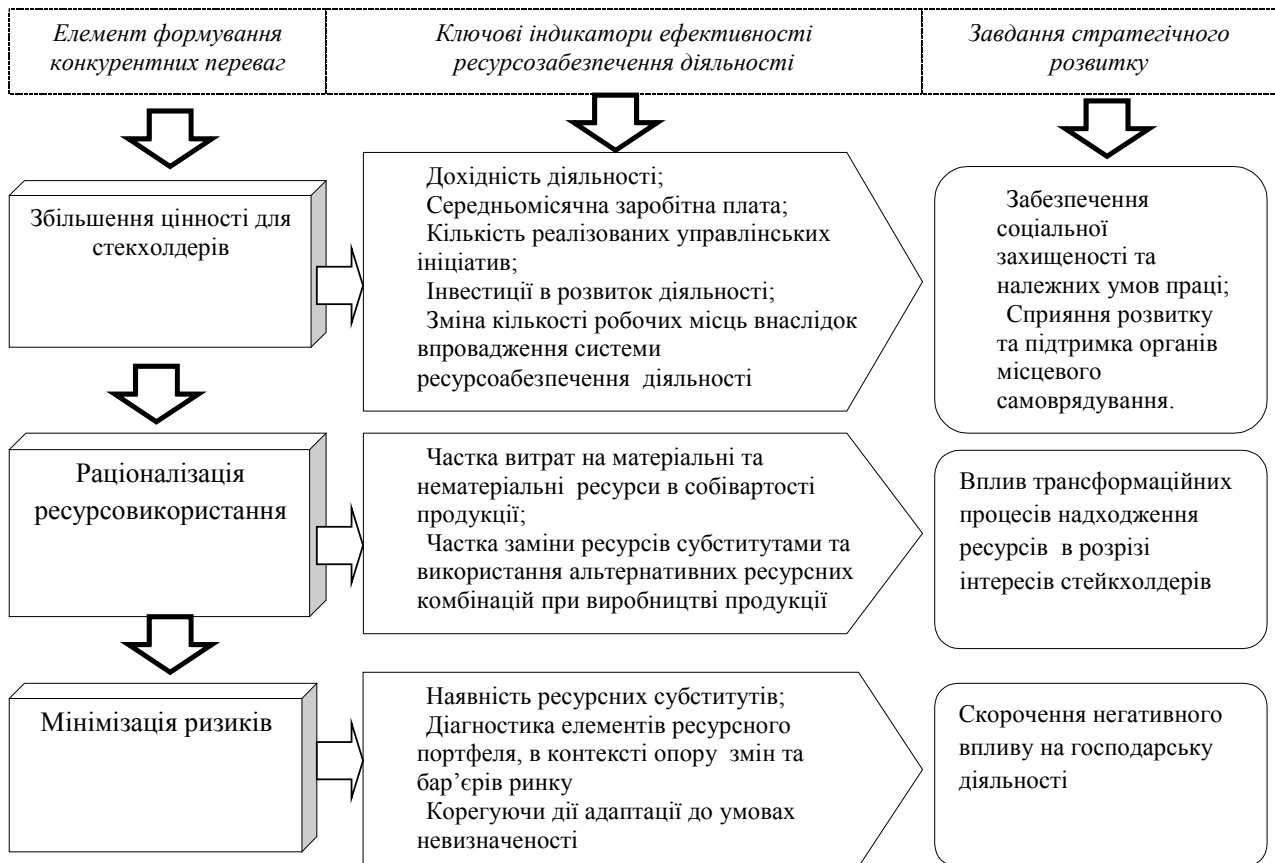 Елемент формування
конкурентних переваг
Ключові індикатори ефективності
ресурсозабезпечення діяльності
Завдання стратегічного
розвитку
Збільшення цінності для
стекхолдерів
Дохідність діяльності;
Середньомісячна заробітна плата;
Кількість реалізованих управлінських
ініціатив;
Інвестиції в розвиток діяльності;
Зміна кількості робочих місць внаслідок
впровадження системи
ресурсоабезпечення діяльності
Забезпечення
соціальної
захищеності та
належних умов праці;
Сприяння розвитку
та підтримка органів
місцевого
самоврядування.
Раціоналізація
ресурсовикористання
Частка витрат на матеріальні та
нематеріальні ресурси в собівартості
продукції;
Частка заміни ресурсів субститутами та
використання альтернативних ресурсних
комбінацій при виробництві продукції
Вплив трансформаційних
процесів надходження
ресурсів в розрізі
інтересів стейкхолдерів
Мінімізація ризиків
Наявність ресурсних субститутів;
Діагностика елементів ресурсного
портфеля, в контексті опору змін та
бар’єрів ринку
Корегуючи дії адаптації до умовах
невизначеності
Скорочення негативного
впливу на господарську
діяльності